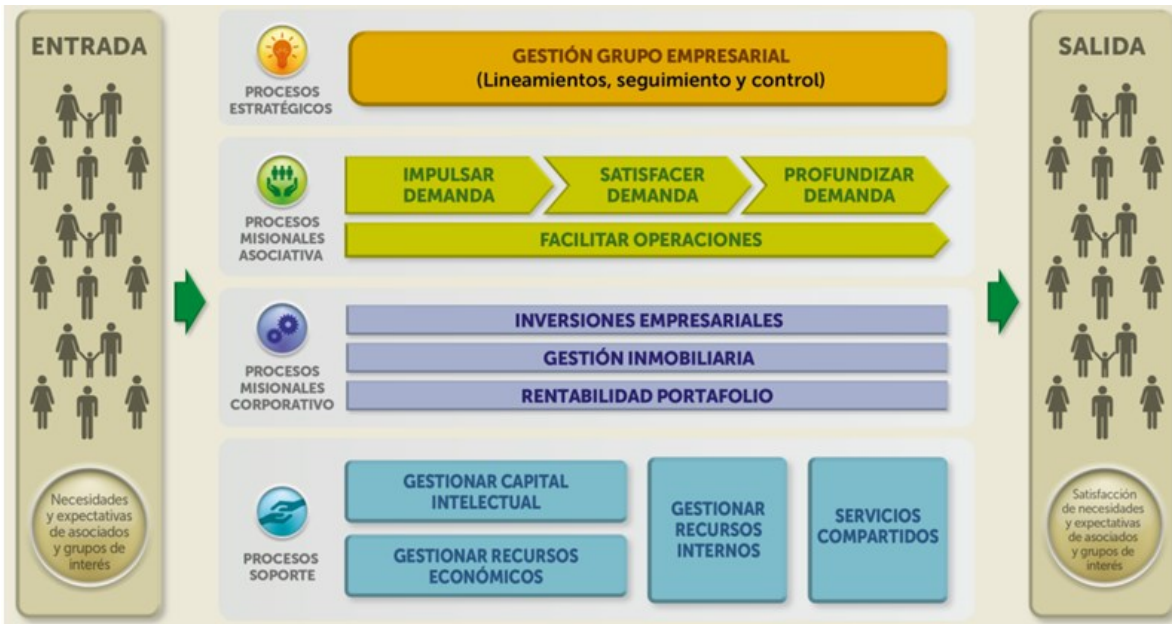 ENTRADA
Necesidades
y expectativas
de asociados
y grupos de
interés
PROCESOS
ESTRATÉGICOS
GESTIÓN GRUPO EMPRESARIAL
(Lineamientos, seguimiento y control)
PROCESOS
MISIONALES
ASOCIATIVA
IMPULSAR
DEMANDA
SATISFACER
DEMANDA
PROFUNDIZAR
DEMANDA
FACILITAR OPERACIONES
PROCESOS
MISIONALES
CORPORATIVO
INVERSIONES EMPRESARIALES
GESTIÓN INMOBILIARIA
RENTABILIDAD PORTAFOLIO
PROCESOS
SOPORTE
GESTIONAR CAPITAL
INTELECTUAL
GESTIONAR RECURSOS
ECONÓMICOS
GESTIONAR
RECURSOS
INTERNOS
SERVICIOS
COMPARTIDOS
SALIDA
Satisfacción
de necesidades
y expectativas
de asociados
y grupos de
interés